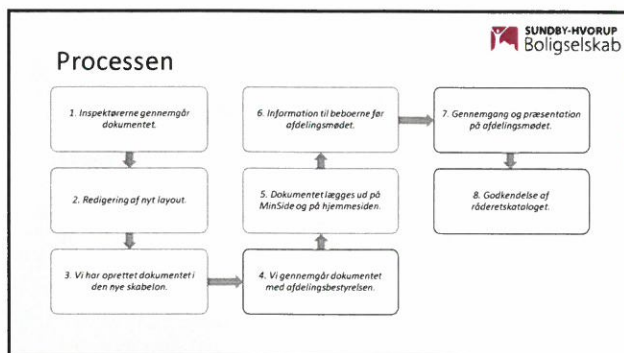 SUNDBY-HVORUP
Boligselskab
Processen
1. Inspektørerne gennemgår
dokumentet.
2. Redigering af nyt layout.
3. Vi har oprettet dokumentet i
den nye skabelon.
4. Vi gennemgår dokumentet
med afdelingsbestyrelsen.
5. Dokumentet lægges ud på
MinSide og på hjemmesiden.
6. Information til beboerne før
afdelingsmødet.
7. Gennemgang og præsentation
på afdelingsmødet.
8. Godkendelse af
råderetskataloget.